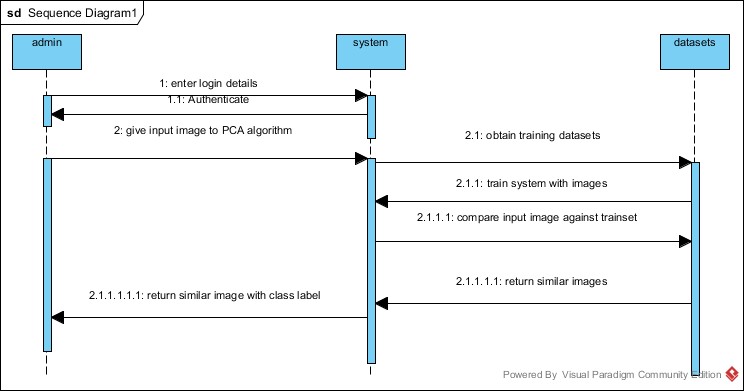 sd Sequence Diagram1
admin
system
datasets
1: enter login details
1.1: Authenticate
2: give input image to PCA algorithm
2.1: obtain training datasets
2.1.1: train system with images
2.1.1.1: compare input image against trainset
2.1.1.1.1: return similar images
2.1.1.1.1.1: return similar image with class label
Powered By Visual Paradigm Community Edition